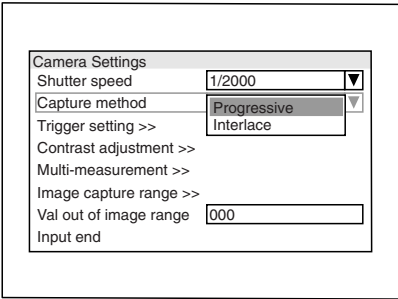 Camera Settings
Shutter speed 1/2000 ▼
Capture method Progressive ▼
Trigger setting >> Interlace
Contrast adjustment >>
Multi-measurement >>
Image capture range >>
Val out of image range 000
Input end